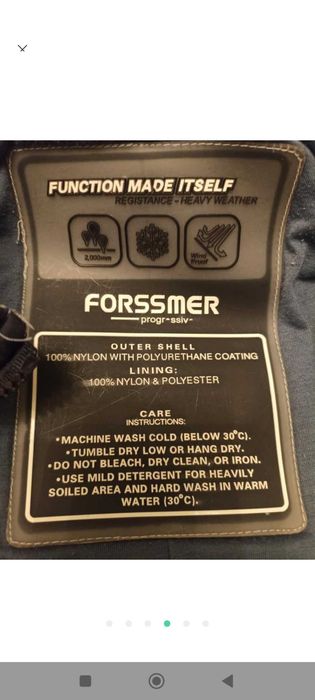 FUNCTION MADE ITSELF
REGISTANCE - HEAVY WEATHER
2,000mm
Wind
Proof
FORSSMER
progr-ssiv-
OUTER SHELL
100% NYLON WITH POLYURETHANE COATING
LINING:
100% NYLON & POLYESTER
CARE
INSTRUCTIONS:
•MACHINE WASH COLD (BELOW 30°C).
•TUMBLE DRY LOW OR HANG DRY.
•DO NOT BLEACH, DRY CLEAN, OR IRON.
•USE MILD DETERGENT FOR HEAVILY
SOILED AREA AND HARD WASH IN WARM
WATER (30°C).